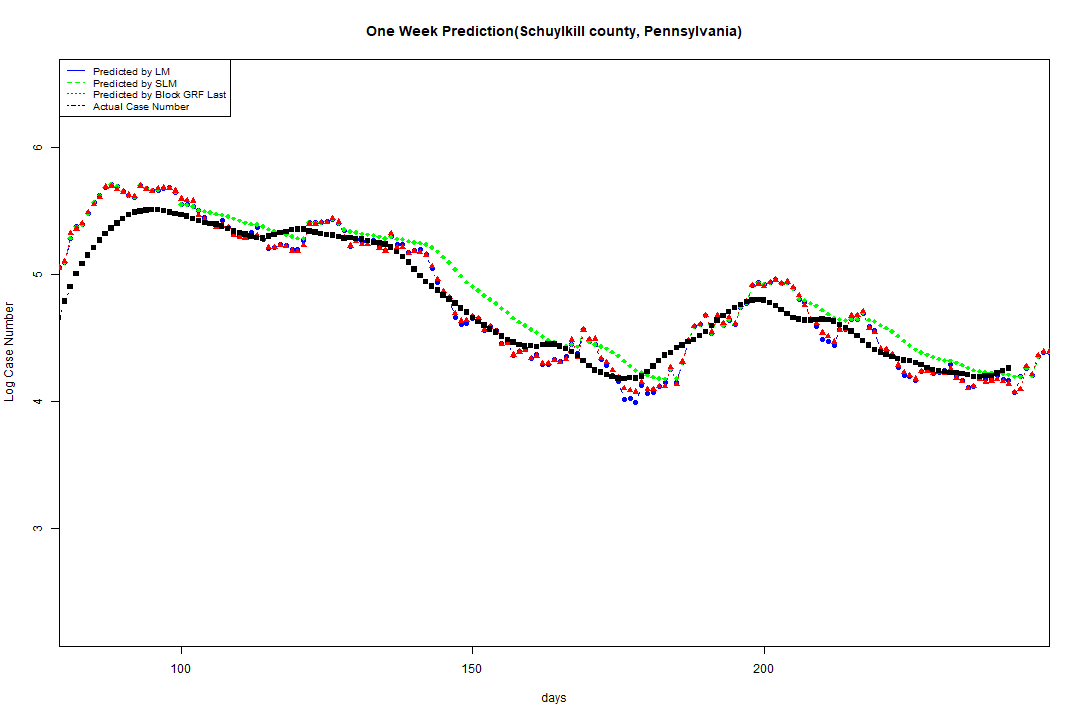 One Week Prediction(Schuylkill county, Pennsylvania)
Predicted by LM
Predicted by SLM
Predicted by Block GRF Last
Actual Case Number
6
5
4
3
Log Case Number
100
150
200
days